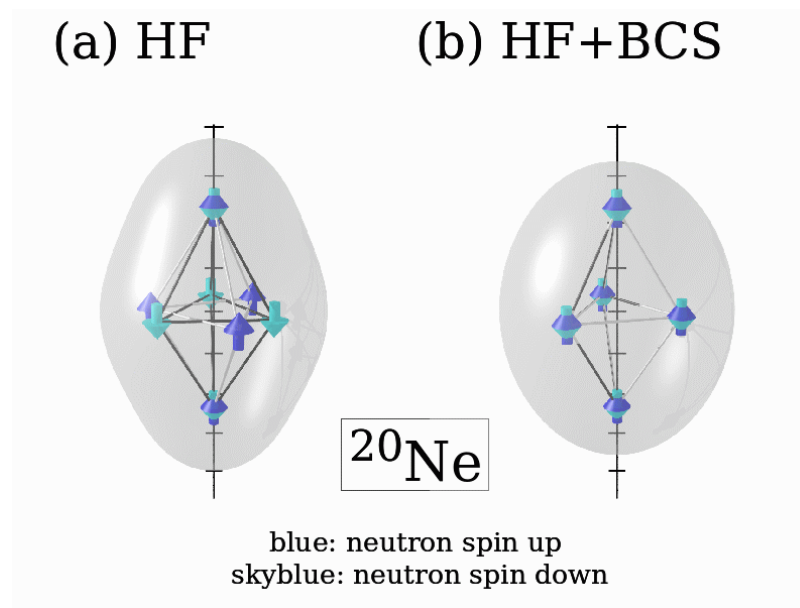 (a) HF
(b) HF+BCS
²⁰Ne
blue: neutron spin up
skyblue: neutron spin down